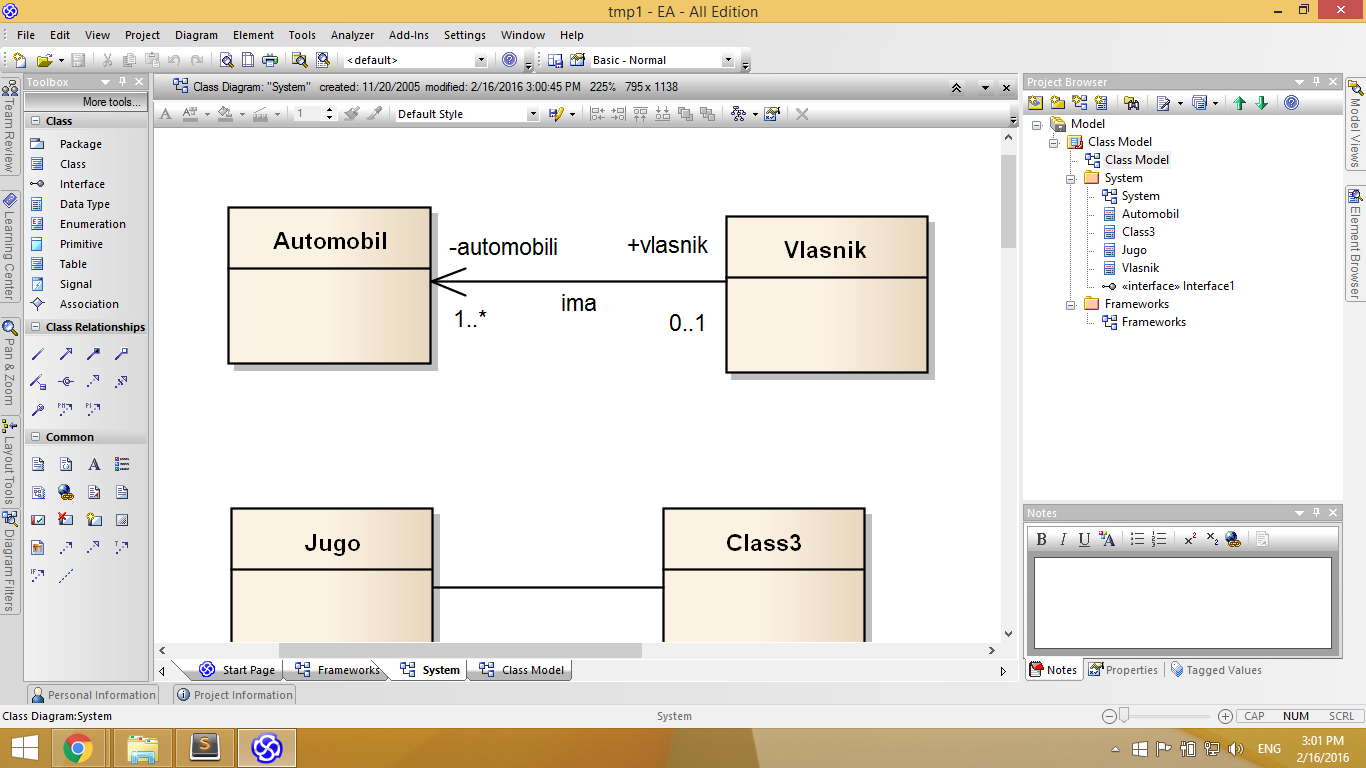 tmp1 - EA - All Edition
File Edit View Project Diagram Element Tools Analyzer Add-Ins Settings Window Help
<default> Basic - Normal
Toolbox
More tools...
Class
Package
Class
Interface
Data Type
Enumeration
Primitive
Table
Signal
Association
Class Relationships
Common
Team Review
Learning Center
Pan & Zoom
Layout Tools
Diagram Filters
Class Diagram: "System" created: 11/20/2005 modified: 2/16/2016 3:00:45 PM 225% 795 x 1138
1 Default Style
Automobil
-automobili
+vlasnik
Vlasnik
1..*
ima
0..1
Jugo
Class3
Start Page Frameworks System Class Model
Project Browser
Model
Class Model
Class Model
System
System
Automobil
Class3
Jugo
Vlasnik
«interface» Interface1
Frameworks
Frameworks
Model Views
Element Browser
Notes
B I U A x² x₂
Notes Properties Tagged Values
Personal Information Project Information
Class Diagram:System System CAP NUM SCRL
ENG 3:01 PM
2/16/2016